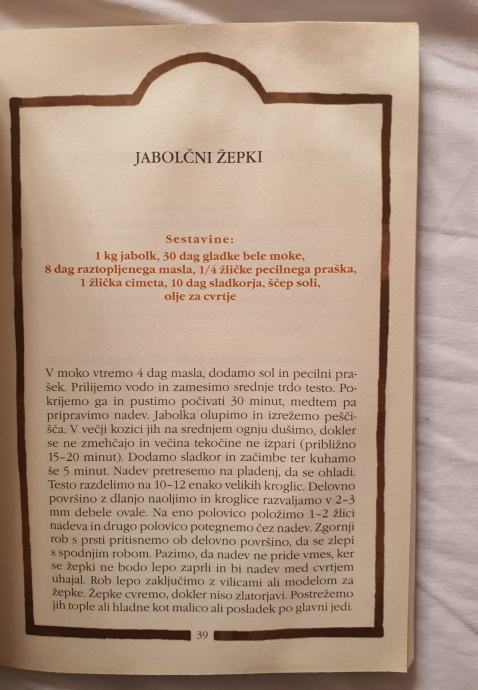 JABOLČNI ŽEPKI
Sestavine:
1 kg jabolk, 30 dag gladke bele moke,
8 dag raztopljenega masla, 1/4 žličke pecilnega praška,
1 žlička cimeta, 10 dag sladkorja, ščep soli,
olje za cvrtje
V moko vtremo 4 dag masla, dodamo sol in pecilni pra-
šek. Prilijemo vodo in zamesimo srednje trdo testo. Po-
krijemo ga in pustimo počivati 30 minut, medtem pa
pripravimo nadev. Jabolka olupimo in izrežemo pešči-
šča. V večji kozici jih na srednjem ognju dušimo, dokler
se ne zmehčajo in večina tekočine ne izpari (približno
15–20 minut). Dodamo sladkor in začimbe ter kuhamo
še 5 minut. Nadev pretresemo na pladenj, da se ohladi.
Testo razdelimo na 10–12 enako velikih kroglic. Delovno
površino z dlanjo naoljimo in kroglice razvaljamo v 2–3
mm debele ovale. Na eno polovico položimo 1–2 žlici
nadeva in drugo polovico potegnemo čez nadev. Zgornji
rob s prsti pritisnemo ob delovno površino, da se zlepi
s spodnjim robom. Pazimo, da nadev ne pride vmes, ker
se žepki ne bodo lepo zaprli in bi nadev med cvrtjem
uhajal. Rob lepo zaključimo z vilicami ali modelom za
žepke. Žepke cvremo, dokler niso zlatorjavi. Postrežemo
jih tople ali hladne kot malico ali posladek po glavni jedi.
39